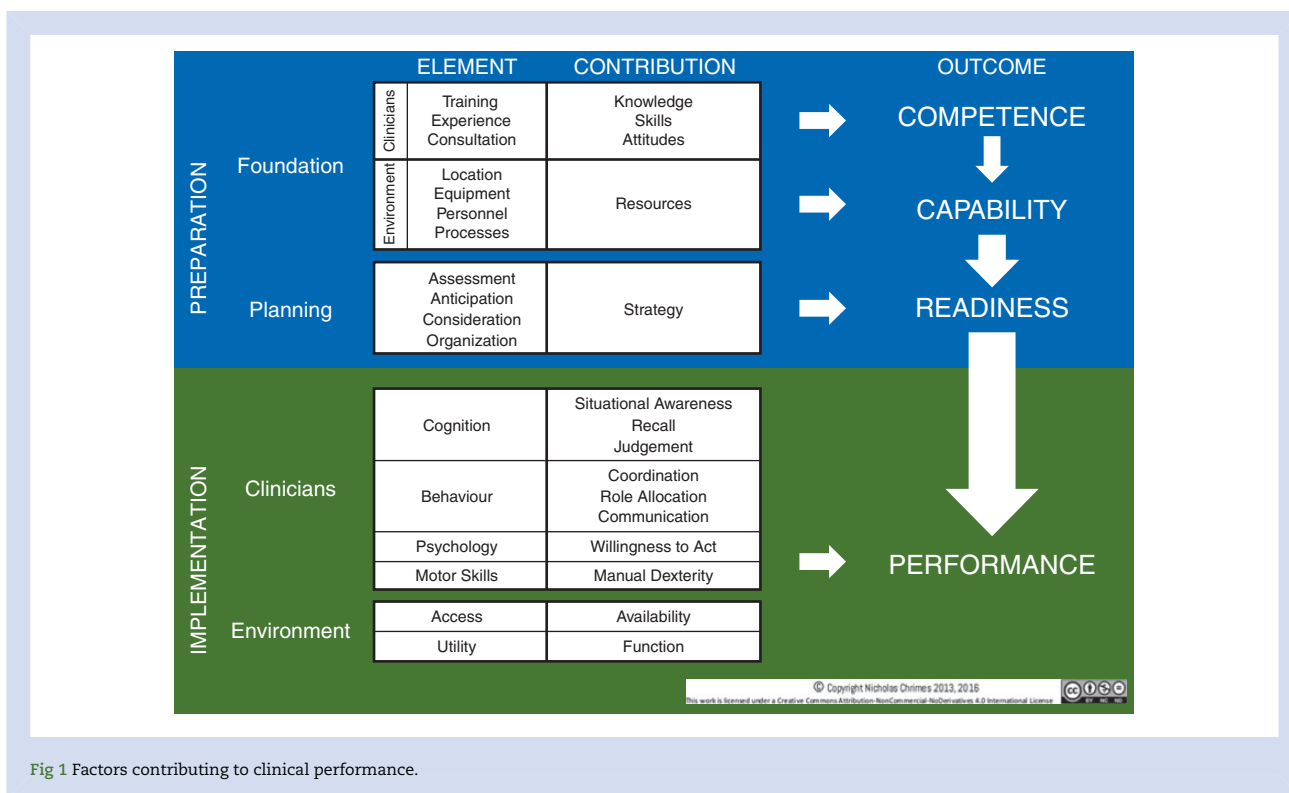 ELEMENT CONTRIBUTION OUTCOME
PREPARATION
Foundation
Clinicians
Training
Experience
Consultation
Knowledge
Skills
Attitudes
COMPETENCE
Environment
Location
Equipment
Personnel
Processes
Resources
CAPABILITY
Planning
Assessment
Anticipation
Consideration
Organization
Strategy
READINESS
IMPLEMENTATION
Clinicians
Cognition
Situational Awareness
Recall
Judgement
Behaviour
Coordination
Role Allocation
Communication
Psychology
Willingness to Act
Motor Skills
Manual Dexterity
PERFORMANCE
Environment
Access
Availability
Utility
Function
© Copyright Nicholas Chrimes 2013, 2016
This work is licensed under a Creative Commons Attribution-NonCommercial-NoDerivatives 4.0 International License
cc
BY NC ND
Fig 1 Factors contributing to clinical performance.